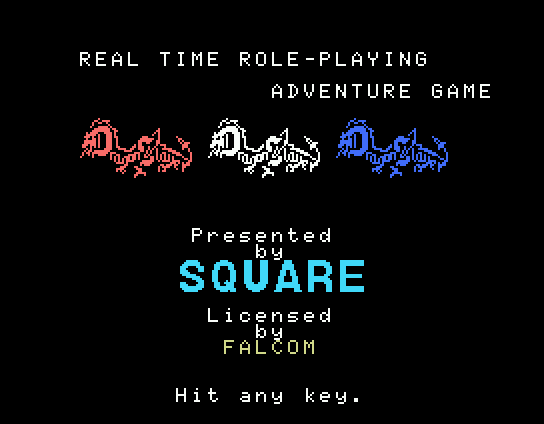 REAL TIME ROLE-PLAYING
ADVENTURE GAME
Presented
by
SQUARE
Licensed
by
FALCOM
Hit any key.